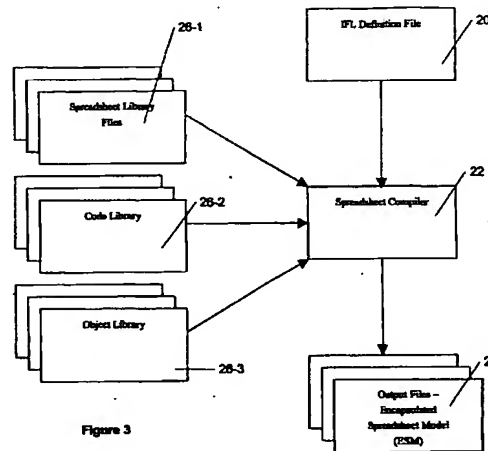 26-1
IFL Definition File
20
Spreadsheet Library
Files
26-2
22
Code Library
Spreadsheet Compiler
Object Library
26-3
2
Output Files –
Encapsulated
Spreadsheet Model
(ESM)
Figure 3